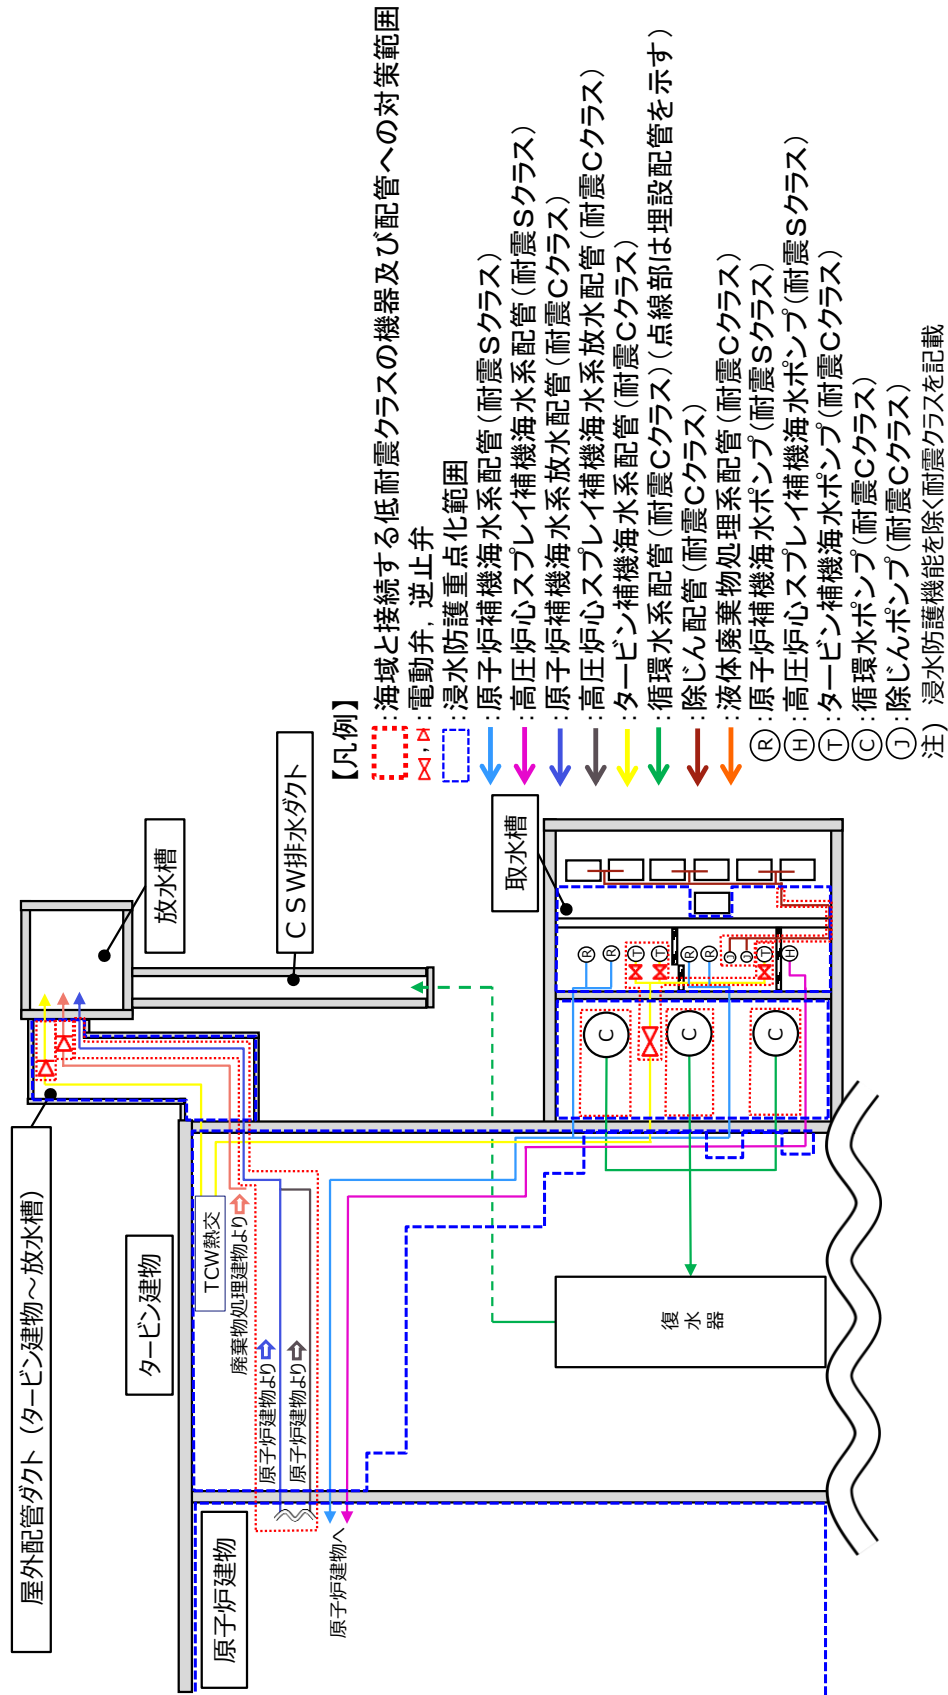 屋外配管ダクト（タービン建物～放水槽）
放水槽
ＣＳＷ排水ダクト
タービン建物
原子炉建物
取水槽
TCW熱交
廃棄物処理建物より
原子炉建物より
原子炉建物より
原子炉建物へ
復水器
R
R
T
T
R
R
J
J
T
H
C
C
C
【凡例】
：海域と接続する低耐震クラスの機器及び配管への対策範囲
，：電動弁，逆止弁
：浸水防護重点化範囲
：原子炉補機海水系配管（耐震Ｓクラス）
：高圧炉心スプレイ補機海水系配管（耐震Ｓクラス）
：原子炉補機海水系放水配管（耐震Ｃクラス）
：高圧炉心スプレイ補機海水系放水配管（耐震Ｃクラス）
：タービン補機海水系配管（耐震Ｃクラス）
：循環水系配管（耐震Ｃクラス）（点線部は埋設配管を示す）
：除じん配管（耐震Ｃクラス）
：液体廃棄物処理系配管（耐震Ｃクラス）
Ⓡ：原子炉補機海水ポンプ（耐震Ｓクラス）
Ⓗ：高圧炉心スプレイ補機海水ポンプ（耐震Ｓクラス）
Ⓣ：タービン補機海水ポンプ（耐震Ｃクラス）
Ⓒ：循環水ポンプ（耐震Ｃクラス）
Ⓙ：除じんポンプ（耐震Ｃクラス）
注）浸水防護機能を除く耐震クラスを記載